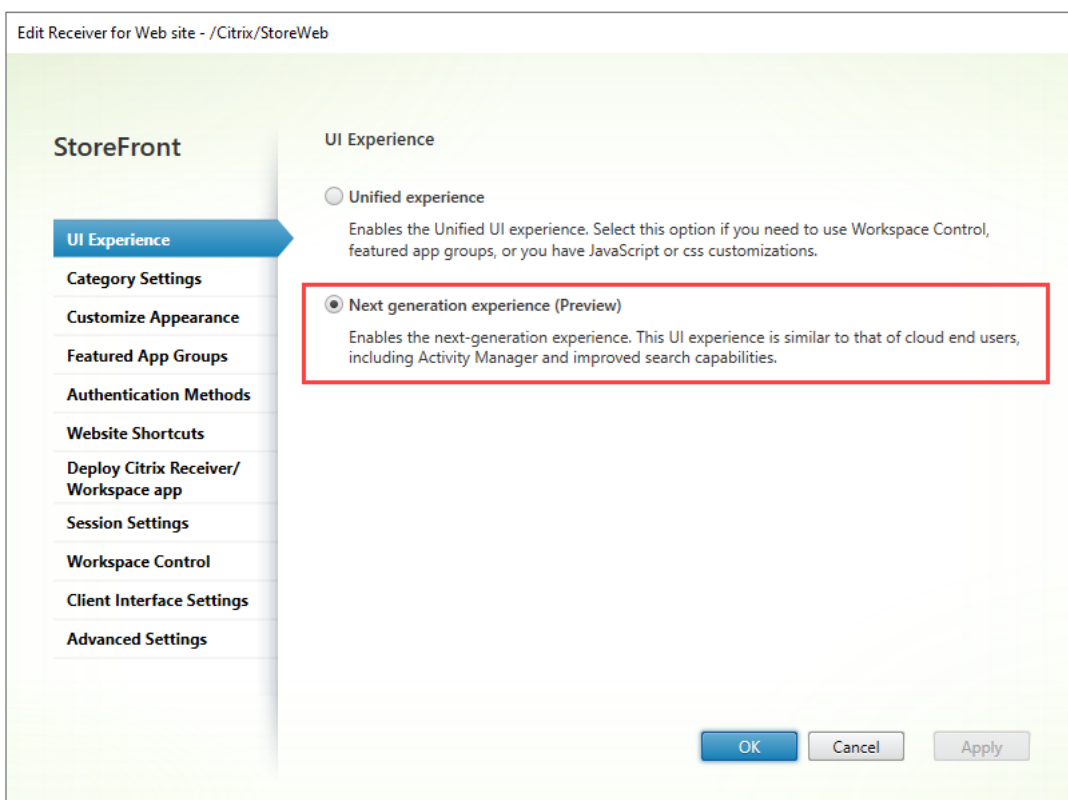 Edit Receiver for Web site - /Citrix/StoreWeb
StoreFront
UI Experience
Category Settings
Customize Appearance
Featured App Groups
Authentication Methods
Website Shortcuts
Deploy Citrix Receiver/
Workspace app
Session Settings
Workspace Control
Client Interface Settings
Advanced Settings
UI Experience
Unified experience
Enables the Unified UI experience. Select this option if you need to use Workspace Control,
featured app groups, or you have JavaScript or css customizations.
Next generation experience (Preview)
Enables the next-generation experience. This UI experience is similar to that of cloud end users,
including Activity Manager and improved search capabilities.
OK
Cancel
Apply